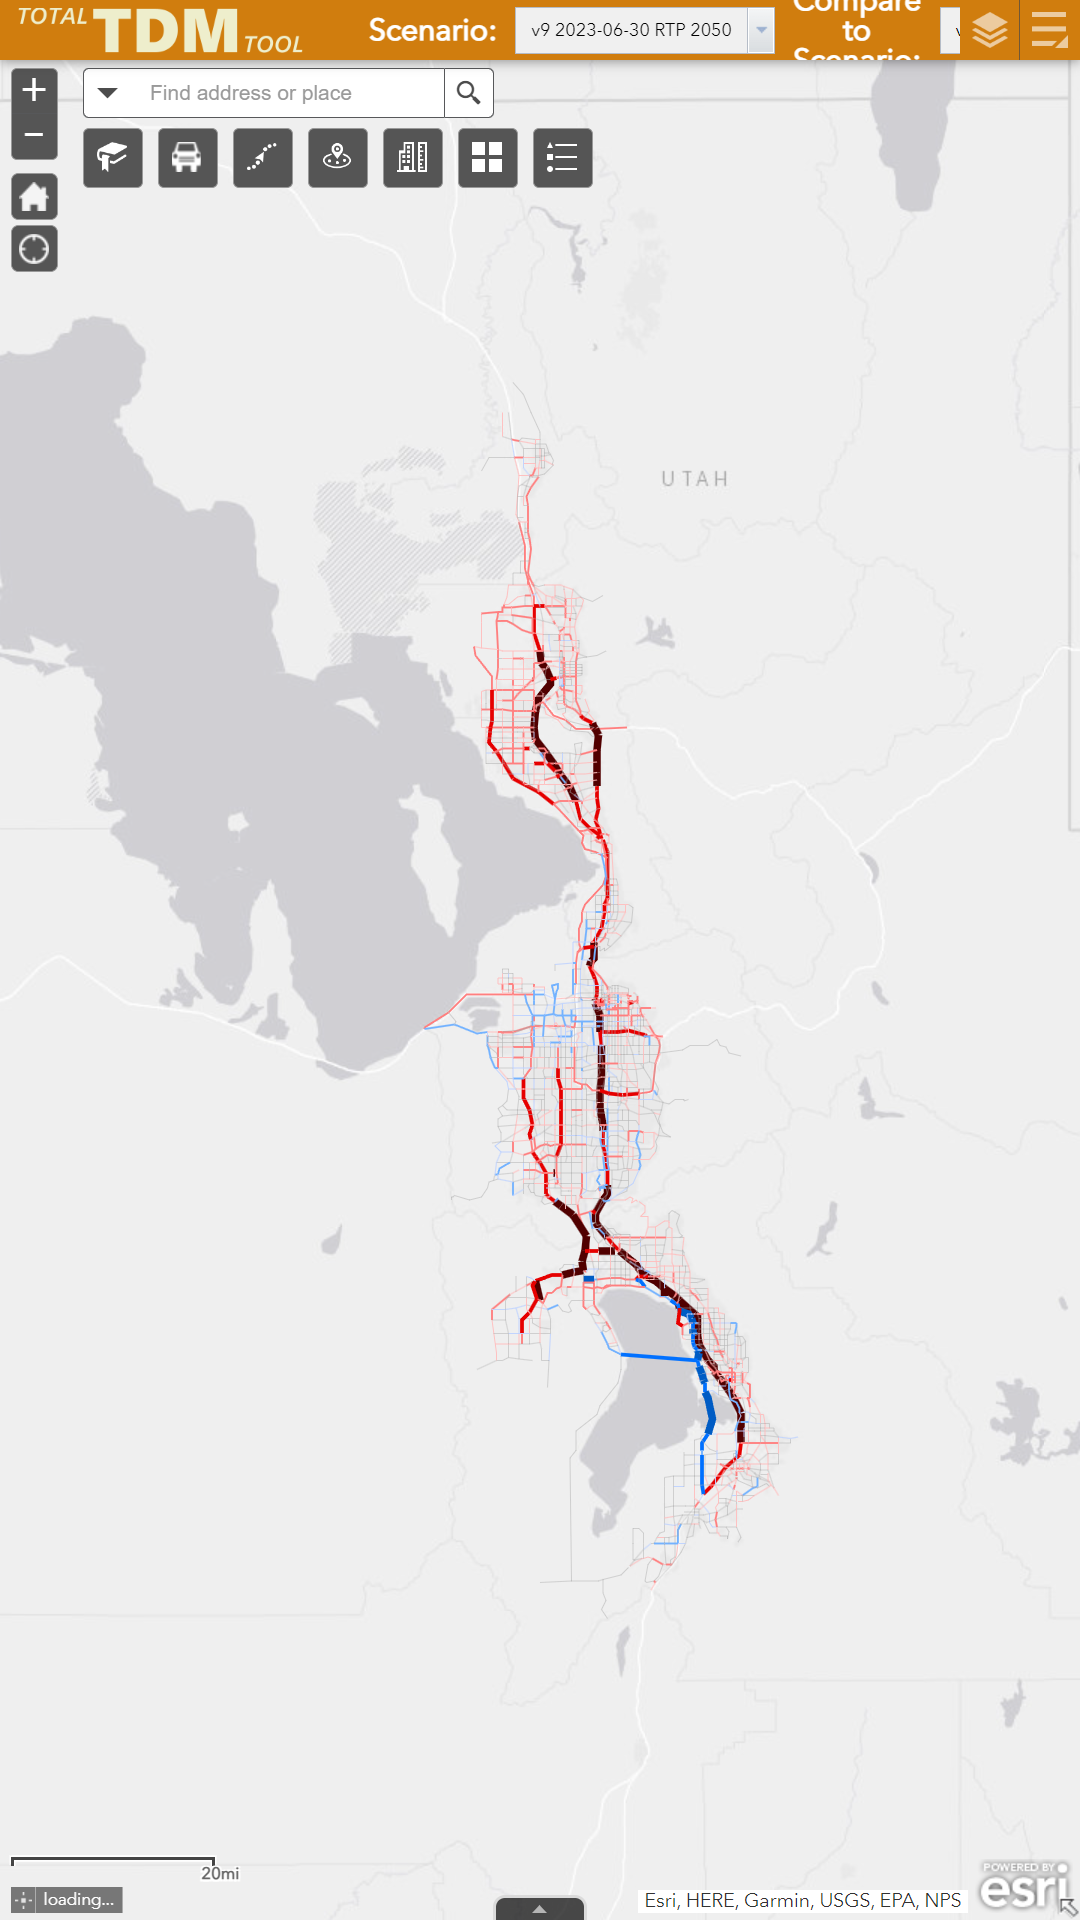 TOTAL TDM TOOL
Scenario:
v9 2023-06-30 RTP 2050
Compare
to
Scenario:
Find address or place
UTAH
20mi
loading...
Esri, HERE, Garmin, USGS, EPA, NPS
POWERED BY
esri